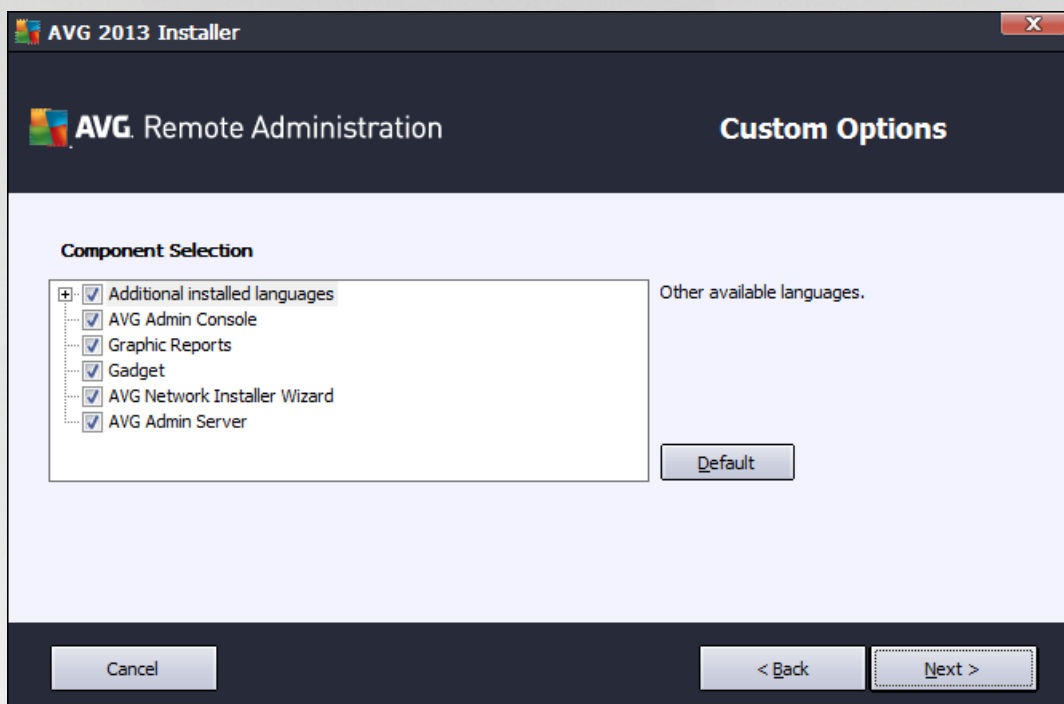 AVG 2013 Installer
AVG. Remote Administration
Custom Options
Component Selection
Additional installed languages
AVG Admin Console
Graphic Reports
Gadget
AVG Network Installer Wizard
AVG Admin Server
Other available languages.
Default
Cancel
< Back
Next >